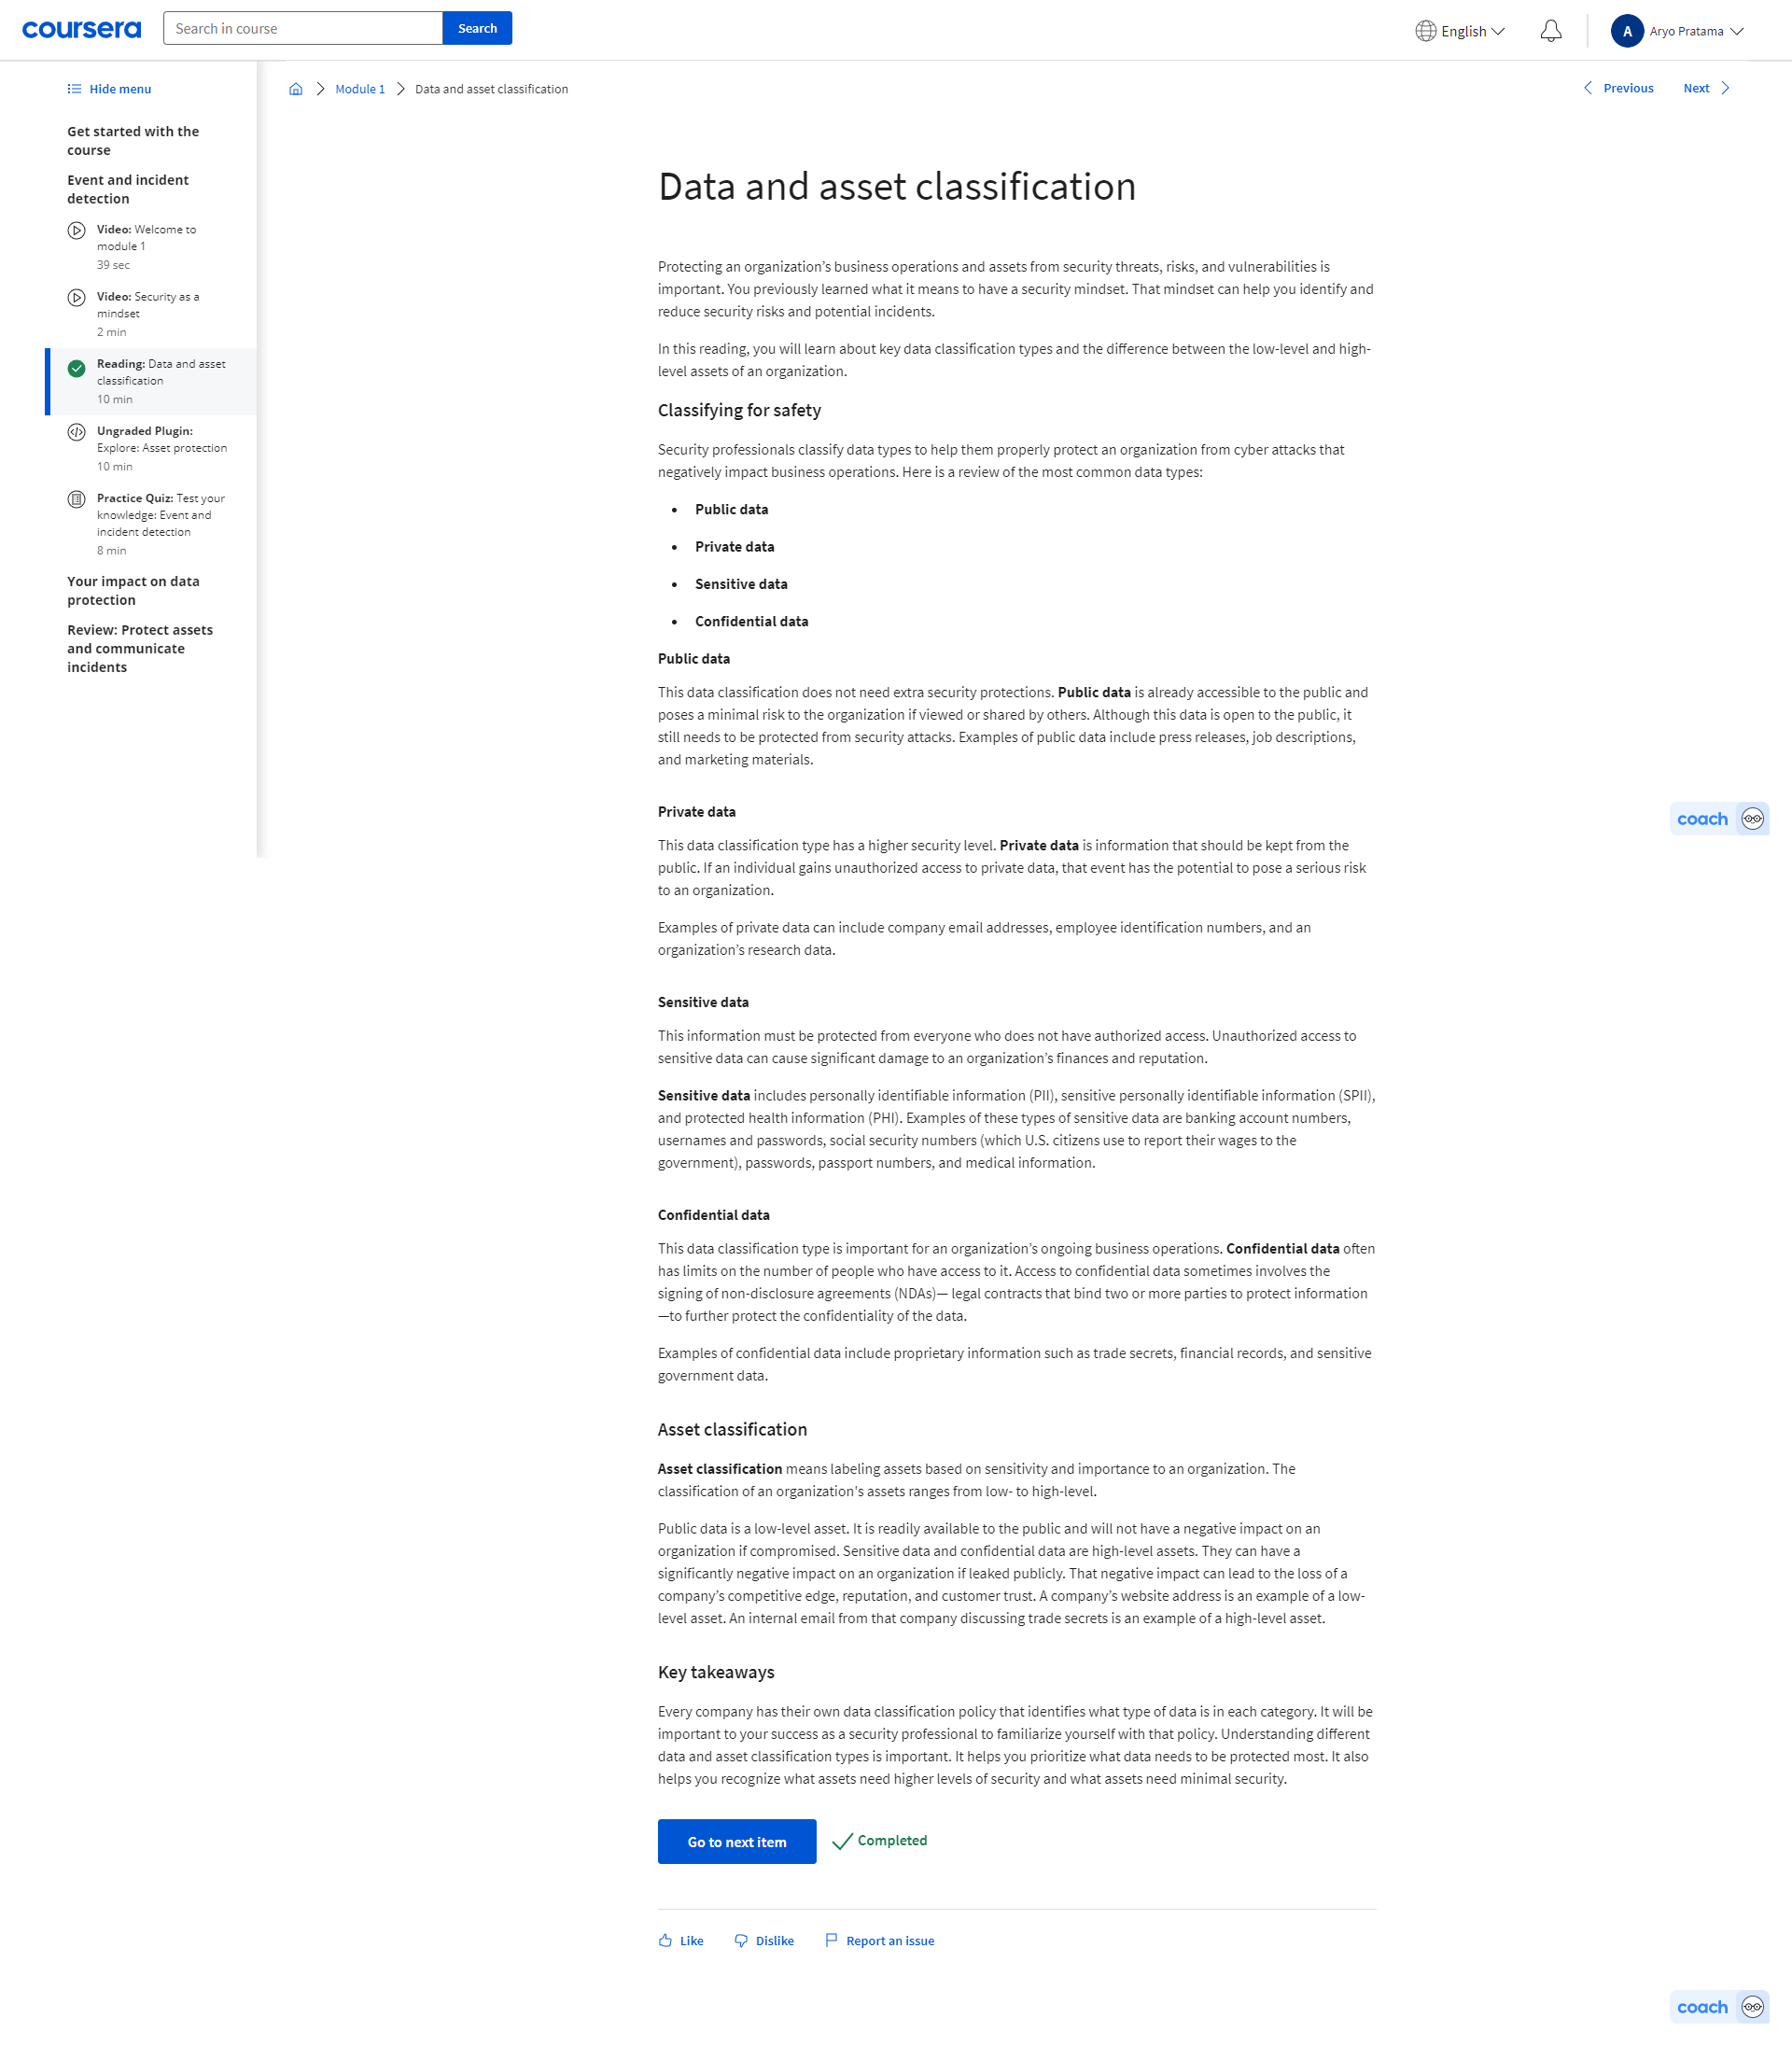 coursera
Search in course
Search
English
A
Aryo Pratama
Hide menu
Get started with the
course
Event and incident
detection
Video: Welcome to
module 1
39 sec
Video: Security as a
mindset
2 min
Reading: Data and asset
classification
10 min
Ungraded Plugin:
Explore: Asset protection
10 min
Practice Quiz: Test your
knowledge: Event and
incident detection
8 min
Your impact on data
protection
Review: Protect assets
and communicate
incidents
Module 1
Data and asset classification
Previous
Next
Data and asset classification
Protecting an organization’s business operations and assets from security threats, risks, and vulnerabilities is
important. You previously learned what it means to have a security mindset. That mindset can help you identify and
reduce security risks and potential incidents.
In this reading, you will learn about key data classification types and the difference between the low-level and high-
level assets of an organization.
Classifying for safety
Security professionals classify data types to help them properly protect an organization from cyber attacks that
negatively impact business operations. Here is a review of the most common data types:
• Public data
• Private data
• Sensitive data
• Confidential data
Public data
This data classification does not need extra security protections. Public data is already accessible to the public and
poses a minimal risk to the organization if viewed or shared by others. Although this data is open to the public, it
still needs to be protected from security attacks. Examples of public data include press releases, job descriptions,
and marketing materials.
Private data
This data classification type has a higher security level. Private data is information that should be kept from the
public. If an individual gains unauthorized access to private data, that event has the potential to pose a serious risk
to an organization.
Examples of private data can include company email addresses, employee identification numbers, and an
organization’s research data.
Sensitive data
This information must be protected from everyone who does not have authorized access. Unauthorized access to
sensitive data can cause significant damage to an organization’s finances and reputation.
Sensitive data includes personally identifiable information (PII), sensitive personally identifiable information (SPII),
and protected health information (PHI). Examples of these types of sensitive data are banking account numbers,
usernames and passwords, social security numbers (which U.S. citizens use to report their wages to the
government), passwords, passport numbers, and medical information.
Confidential data
This data classification type is important for an organization’s ongoing business operations. Confidential data often
has limits on the number of people who have access to it. Access to confidential data sometimes involves the
signing of non-disclosure agreements (NDAs)— legal contracts that bind two or more parties to protect information
—to further protect the confidentiality of the data.
Examples of confidential data include proprietary information such as trade secrets, financial records, and sensitive
government data.
Asset classification
Asset classification means labeling assets based on sensitivity and importance to an organization. The
classification of an organization's assets ranges from low- to high-level.
Public data is a low-level asset. It is readily available to the public and will not have a negative impact on an
organization if compromised. Sensitive data and confidential data are high-level assets. They can have a
significantly negative impact on an organization if leaked publicly. That negative impact can lead to the loss of a
company’s competitive edge, reputation, and customer trust. A company’s website address is an example of a low-
level asset. An internal email from that company discussing trade secrets is an example of a high-level asset.
Key takeaways
Every company has their own data classification policy that identifies what type of data is in each category. It will be
important to your success as a security professional to familiarize yourself with that policy. Understanding different
data and asset classification types is important. It helps you prioritize what data needs to be protected most. It also
helps you recognize what assets need higher levels of security and what assets need minimal security.
Go to next item
Completed
Like
Dislike
Report an issue
coach
coach